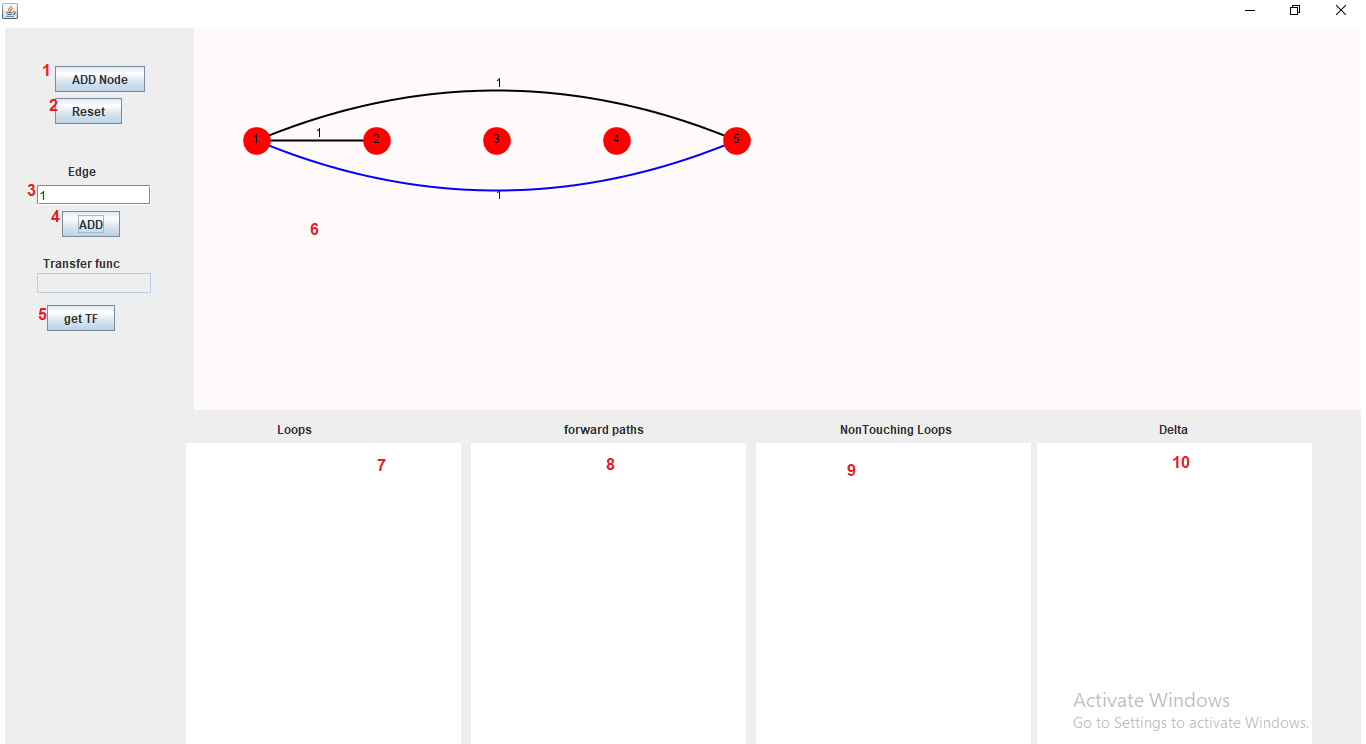 1 ADD Node
2 Reset
Edge
3 1
4 ADD
Transfer func
5 get TF
1
1
1 2 3 4 5
1
6
Loops forward paths NonTouching Loops Delta
7 8 9 10
Activate Windows
Go to Settings to activate Windows.